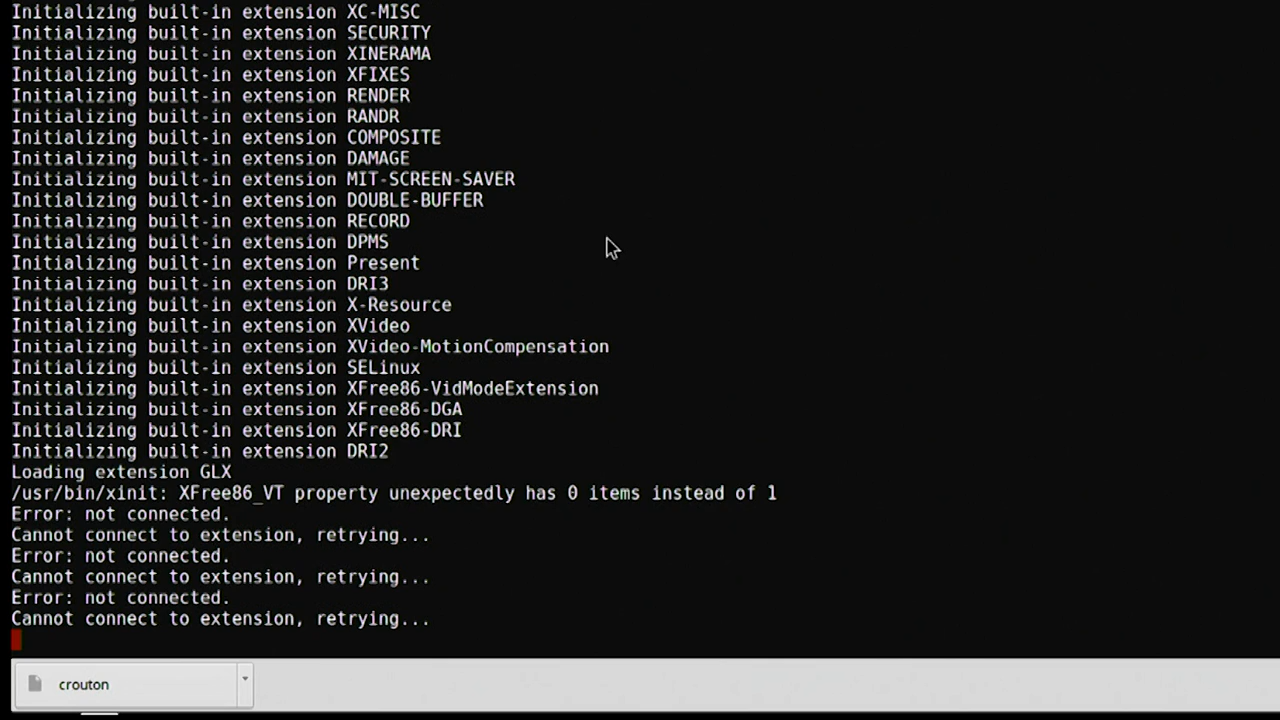 Initializing built-in extension XC-MISC
Initializing built-in extension SECURITY
Initializing built-in extension XINERAMA
Initializing built-in extension XFIXES
Initializing built-in extension RENDER
Initializing built-in extension RANDR
Initializing built-in extension COMPOSITE
Initializing built-in extension DAMAGE
Initializing built-in extension MIT-SCREEN-SAVER
Initializing built-in extension DOUBLE-BUFFER
Initializing built-in extension RECORD
Initializing built-in extension DPMS
Initializing built-in extension Present
Initializing built-in extension DRI3
Initializing built-in extension X-Resource
Initializing built-in extension XVideo
Initializing built-in extension XVideo-MotionCompensation
Initializing built-in extension SELinux
Initializing built-in extension XFree86-VidModeExtension
Initializing built-in extension XFree86-DGA
Initializing built-in extension XFree86-DRI
Initializing built-in extension DRI2
Loading extension GLX
/usr/bin/xinit: XFree86_VT property unexpectedly has 0 items instead of 1
Error: not connected.
Cannot connect to extension, retrying...
Error: not connected.
Cannot connect to extension, retrying...
Error: not connected.
Cannot connect to extension, retrying...
crouton